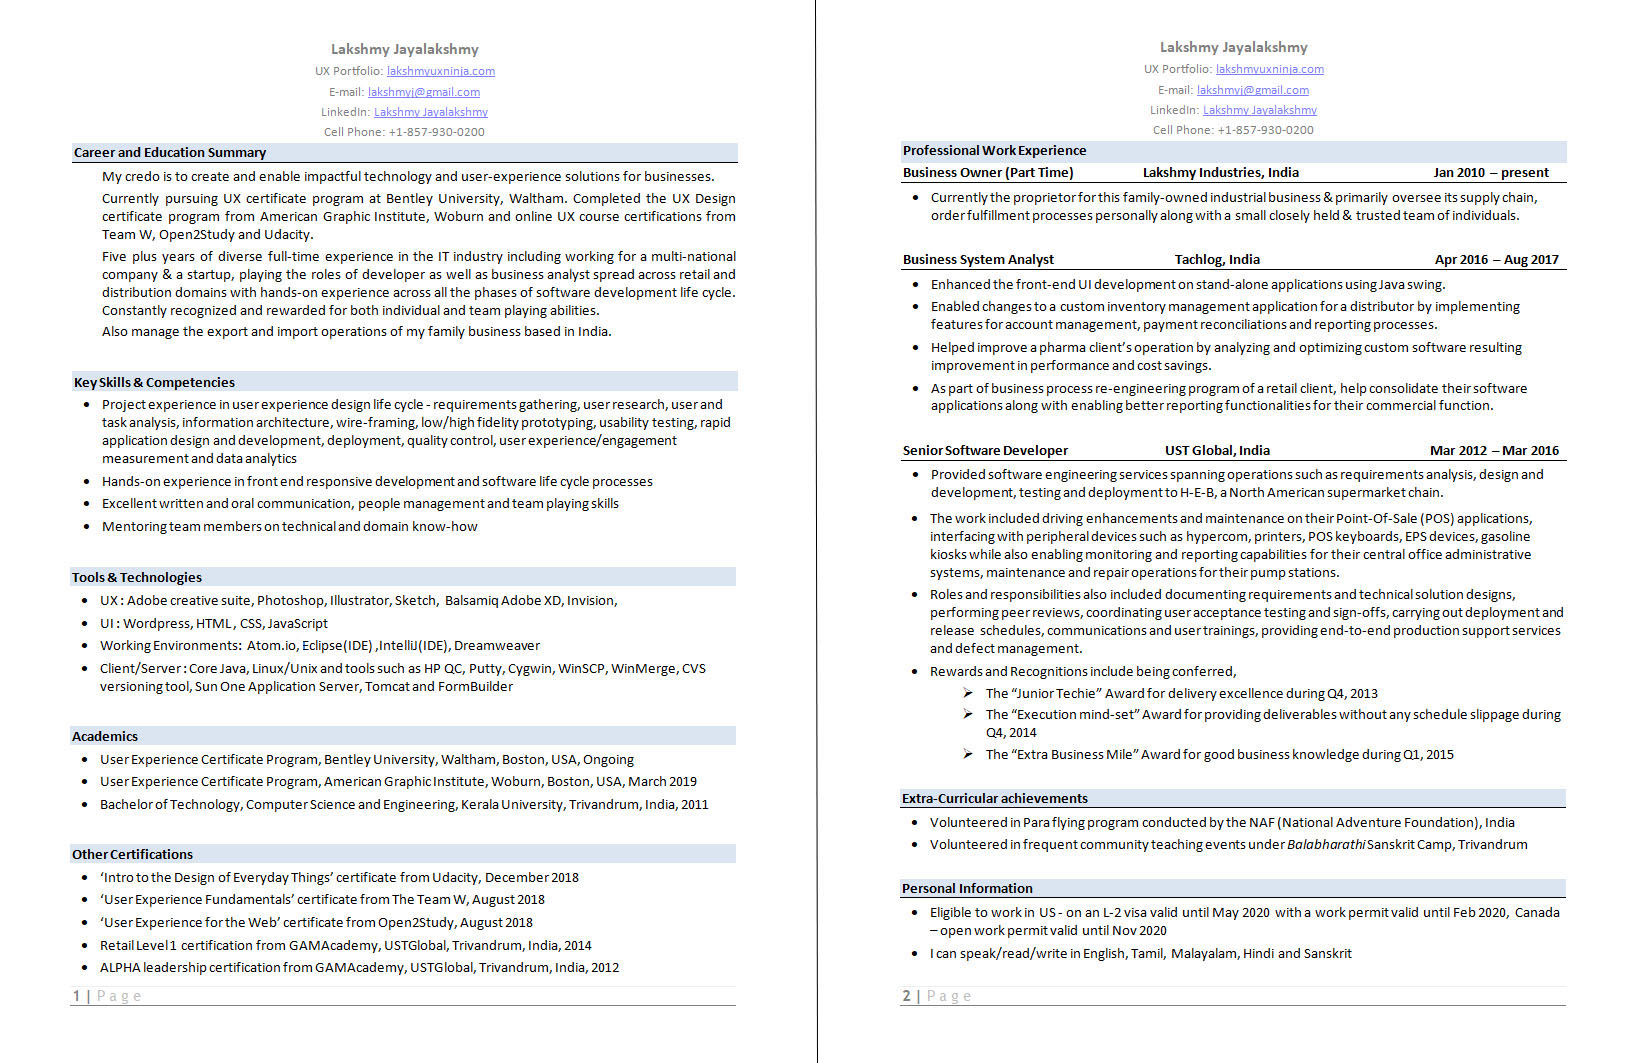 Lakshmy Jayalakshmy
UX Portfolio: lakshmyuxninja.com
E-mail: lakshmyj@gmail.com
LinkedIn: Lakshmy Jayalakshmy
Cell Phone: +1-857-930-0200
Career and Education Summary
My credo is to create and enable impactful technology and user-experience solutions for businesses.
Currently pursuing UX certificate program at Bentley University, Waltham. Completed the UX Design
certificate program from American Graphic Institute, Woburn and online UX course certifications from
Team W, Open2Study and Udacity.
Five plus years of diverse full-time experience in the IT industry including working for a multi-national
company & a startup, playing the roles of developer as well as business analyst spread across retail and
distribution domains with hands-on experience across all the phases of software development life cycle.
Constantly recognized and rewarded for both individual and team playing abilities.
Also manage the export and import operations of my family business based in India.
Key Skills & Competencies
• Project experience in user experience design life cycle - requirements gathering, user research, user and
task analysis, information architecture, wire-framing, low/high fidelity prototyping, usability testing, rapid
application design and development, deployment, quality control, user experience/engagement
measurement and data analytics
• Hands-on experience in front end responsive development and software life cycle processes
• Excellent written and oral communication, people management and team playing skills
• Mentoring team members on technical and domain know-how
Tools & Technologies
• UX : Adobe creative suite, Photoshop, Illustrator, Sketch, Balsamiq Adobe XD, Invision,
• UI : Wordpress, HTML, CSS, JavaScript
• Working Environments: Atom.io, Eclipse(IDE) ,IntelliJ(IDE), Dreamweaver
• Client/Server : Core Java, Linux/Unix and tools such as HP QC, Putty, Cygwin, WinSCP, WinMerge, CVS
versioning tool, Sun One Application Server, Tomcat and FormBuilder
Academics
• User Experience Certificate Program, Bentley University, Waltham, Boston, USA, Ongoing
• User Experience Certificate Program, American Graphic Institute, Woburn, Boston, USA, March 2019
• Bachelor of Technology, Computer Science and Engineering, Kerala University, Trivandrum, India, 2011
Other Certifications
• ‘Intro to the Design of Everyday Things’ certificate from Udacity, December 2018
• ‘User Experience Fundamentals’ certificate from The Team W, August 2018
• ‘User Experience for the Web’ certificate from Open2Study, August 2018
• Retail Level 1 certification from GAMAcademy, USTGlobal, Trivandrum, India, 2014
• ALPHA leadership certification from GAMAcademy, USTGlobal, Trivandrum, India, 2012
1 | Page
Lakshmy Jayalakshmy
UX Portfolio: lakshmyuxninja.com
E-mail: lakshmyj@gmail.com
LinkedIn: Lakshmy Jayalakshmy
Cell Phone: +1-857-930-0200
Professional Work Experience
Business Owner (Part Time) Lakshmy Industries, India Jan 2010 – present
• Currently the proprietor for this family-owned industrial business & primarily oversee its supply chain,
order fulfillment processes personally along with a small closely held & trusted team of individuals.
Business System Analyst Tachlog, India Apr 2016 – Aug 2017
• Enhanced the front-end UI development on stand-alone applications using Java swing.
• Enabled changes to a custom inventory management application for a distributor by implementing
features for account management, payment reconciliations and reporting processes.
• Helped improve a pharma client’s operation by analyzing and optimizing custom software resulting
improvement in performance and cost savings.
• As part of business process re-engineering program of a retail client, help consolidate their software
applications along with enabling better reporting functionalities for their commercial function.
Senior Software Developer UST Global, India Mar 2012 – Mar 2016
• Provided software engineering services spanning operations such as requirements analysis, design and
development, testing and deployment to H-E-B, a North American supermarket chain.
• The work included driving enhancements and maintenance on their Point-Of-Sale (POS) applications,
interfacing with peripheral devices such as hypercom, printers, POS keyboards, EPS devices, gasoline
kiosks while also enabling monitoring and reporting capabilities for their central office administrative
systems, maintenance and repair operations for their pump stations.
• Roles and responsibilities also included documenting requirements and technical solution designs,
performing peer reviews, coordinating user acceptance testing and sign-offs, carrying out deployment and
release schedules, communications and user trainings, providing end-to-end production support services
and defect management.
• Rewards and Recognitions include being conferred,
➢ The “Junior Techie” Award for delivery excellence during Q4, 2013
➢ The “Execution mind-set” Award for providing deliverables without any schedule slippage during
Q4, 2014
➢ The “Extra Business Mile” Award for good business knowledge during Q1, 2015
Extra-Curricular achievements
• Volunteered in Para flying program conducted by the NAF (National Adventure Foundation), India
• Volunteered in frequent community teaching events under Balabharathi Sanskrit Camp, Trivandrum
Personal Information
• Eligible to work in US - on an L-2 visa valid until May 2020 with a work permit valid until Feb 2020, Canada
– open work permit valid until Nov 2020
• I can speak/read/write in English, Tamil, Malayalam, Hindi and Sanskrit
2 | Page